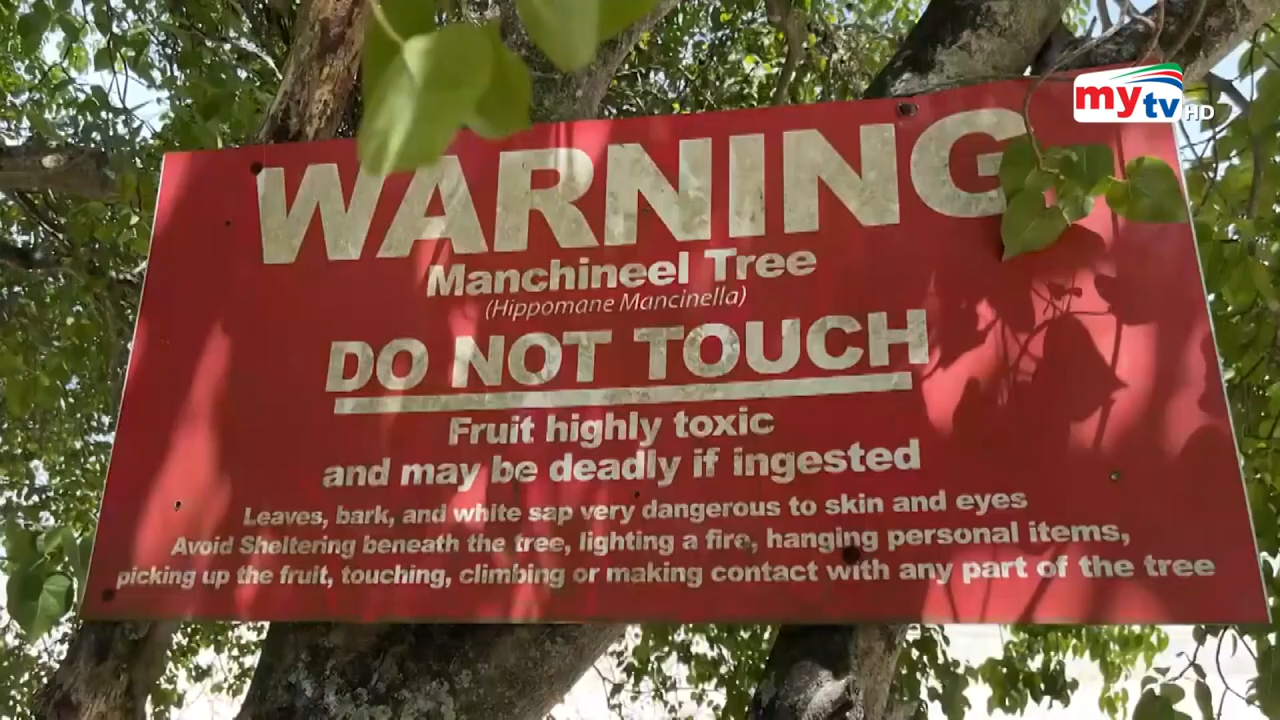 mytv HD
WARNING
Manchineel Tree
(Hippomane Mancinella)
DO NOT TOUCH
Fruit highly toxic
and may be deadly if ingested
Leaves, bark, and white sap very dangerous to skin and eyes
Avoid Sheltering beneath the tree, lighting a fire, hanging personal items,
picking up the fruit, touching, climbing or making contact with any part of the tree